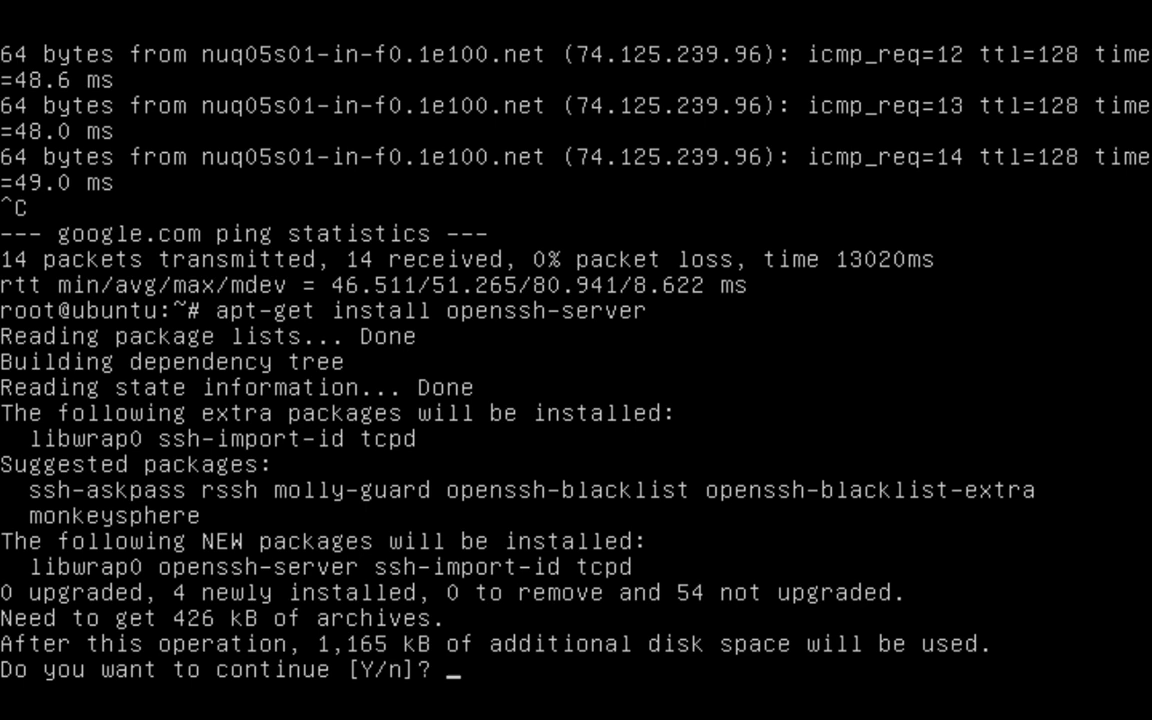 64 bytes from nuq05s01-in-f0.1e100.net (74.125.239.96): icmp_req=12 ttl=128 time
=48.6 ms
64 bytes from nuq05s01-in-f0.1e100.net (74.125.239.96): icmp_req=13 ttl=128 time
=48.0 ms
64 bytes from nuq05s01-in-f0.1e100.net (74.125.239.96): icmp_req=14 ttl=128 time
=49.0 ms
^C
--- google.com ping statistics ---
14 packets transmitted, 14 received, 0% packet loss, time 13020ms
rtt min/avg/max/mdev = 46.511/51.265/80.941/8.622 ms
root@ubuntu:~# apt-get install openssh-server
Reading package lists... Done
Building dependency tree
Reading state information... Done
The following extra packages will be installed:
  libwrap0 ssh-import-id tcpd
Suggested packages:
  ssh-askpass rssh molly-guard openssh-blacklist openssh-blacklist-extra
  monkeysphere
The following NEW packages will be installed:
  libwrap0 openssh-server ssh-import-id tcpd
0 upgraded, 4 newly installed, 0 to remove and 54 not upgraded.
Need to get 426 kB of archives.
After this operation, 1,165 kB of additional disk space will be used.
Do you want to continue [Y/n]? _